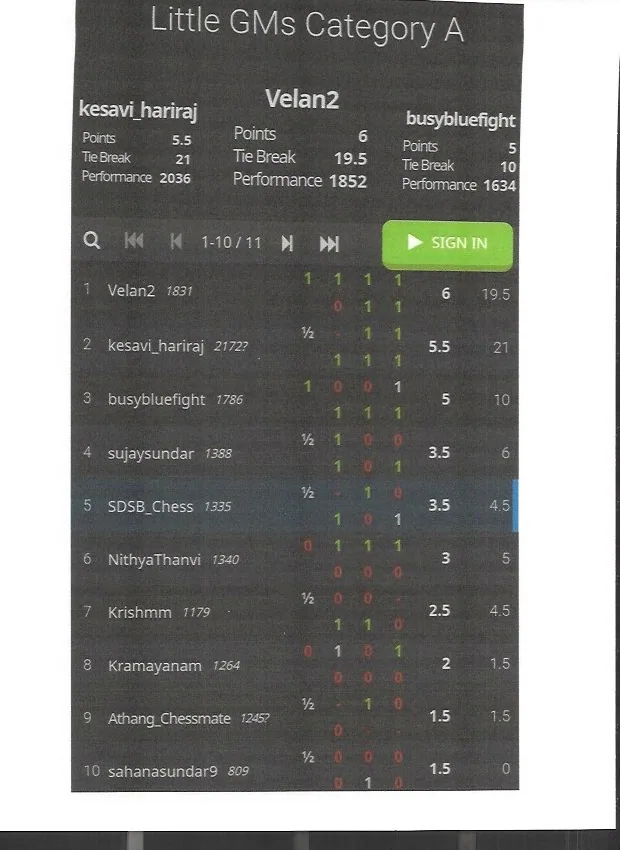 Little GMs Category A
kesavi_hariraj
Points 5.5
Tie Break 21
Performance 2036
Velan2
Points 6
Tie Break 19.5
Performance 1852
busybluefight
Points 5
Tie Break 10
Performance 1634
1-10 / 11
SIGN IN
1 1 1 1
1 Velan2 1831 6 19.5
0 1 1
½ - 1 1
2 kesavi_hariraj 2172? 5.5 21
1 1 1
1 0 0 1
3 busybluefight 1786 5 10
1 1 1
½ 1 0 0
4 sujaysundar 1388 3.5 6
1 0 1
½ - 1 0
5 SDSB_Chess 1335 3.5 4.5
1 0 1
0 1 1 1
6 NithyaThanvi 1340 3 5
0 0 0
½ 0 0 -
7 Krishmm 1179 2.5 4.5
1 1 0
0 1 0 1
8 Kramayanam 1264 2 1.5
0 0 0
½ - 1 0
9 Athang_Chessmate 1245? 1.5 1.5
0 - -
½ 0 0 0
10 sahanasundar9 809 1.5 0
0 1 0